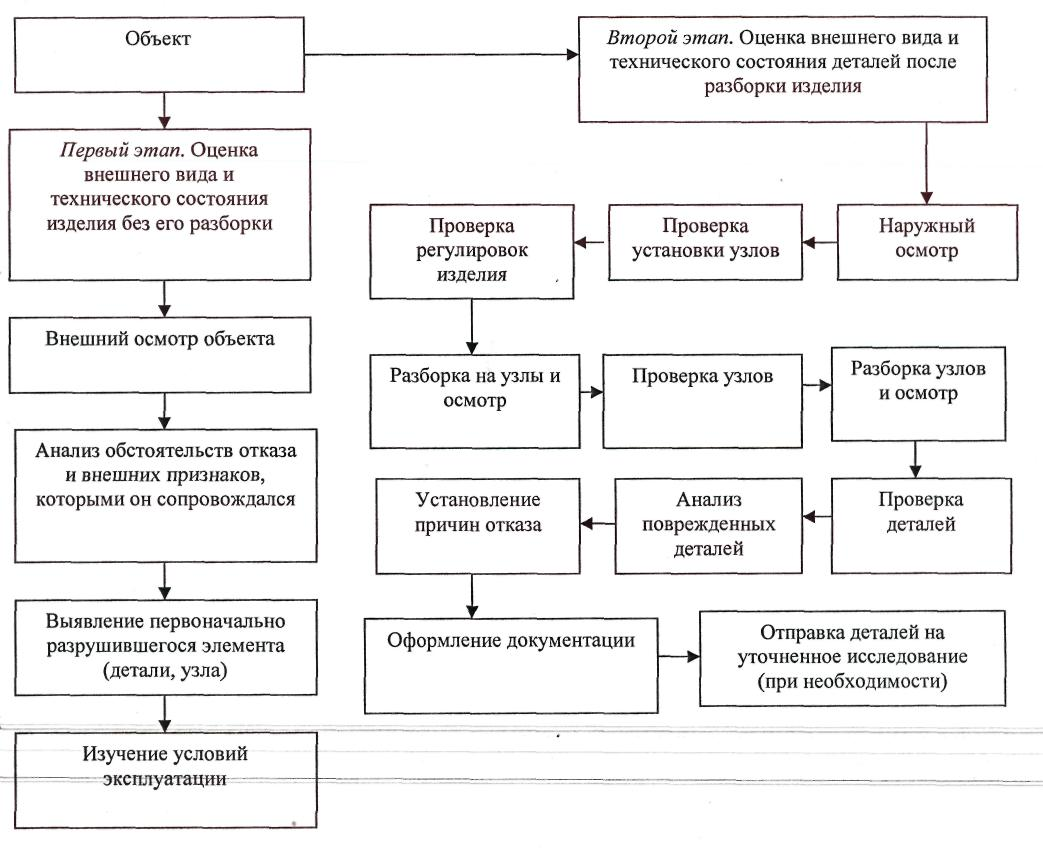 Объект
Второй этап. Оценка внешнего вида и
технического состояния деталей после
разборки изделия
Первый этап. Оценка
внешнего вида и
технического состояния
изделия без его разборки
Внешний осмотр объекта
Анализ обстоятельств отказа
и внешних признаков,
которыми он сопровождался
Выявление первоначально
разрушившегося элемента
(детали, узла)
Изучение условий
эксплуатации
Наружный
осмотр
Проверка
установки узлов
Проверка
регулировок
изделия
Разборка на узлы и
осмотр
Проверка узлов
Разборка узлов
и осмотр
Проверка
деталей
Анализ
поврежденных
деталей
Установление
причин отказа
Оформление документации
Отправка деталей на
уточненное исследование
(при необходимости)